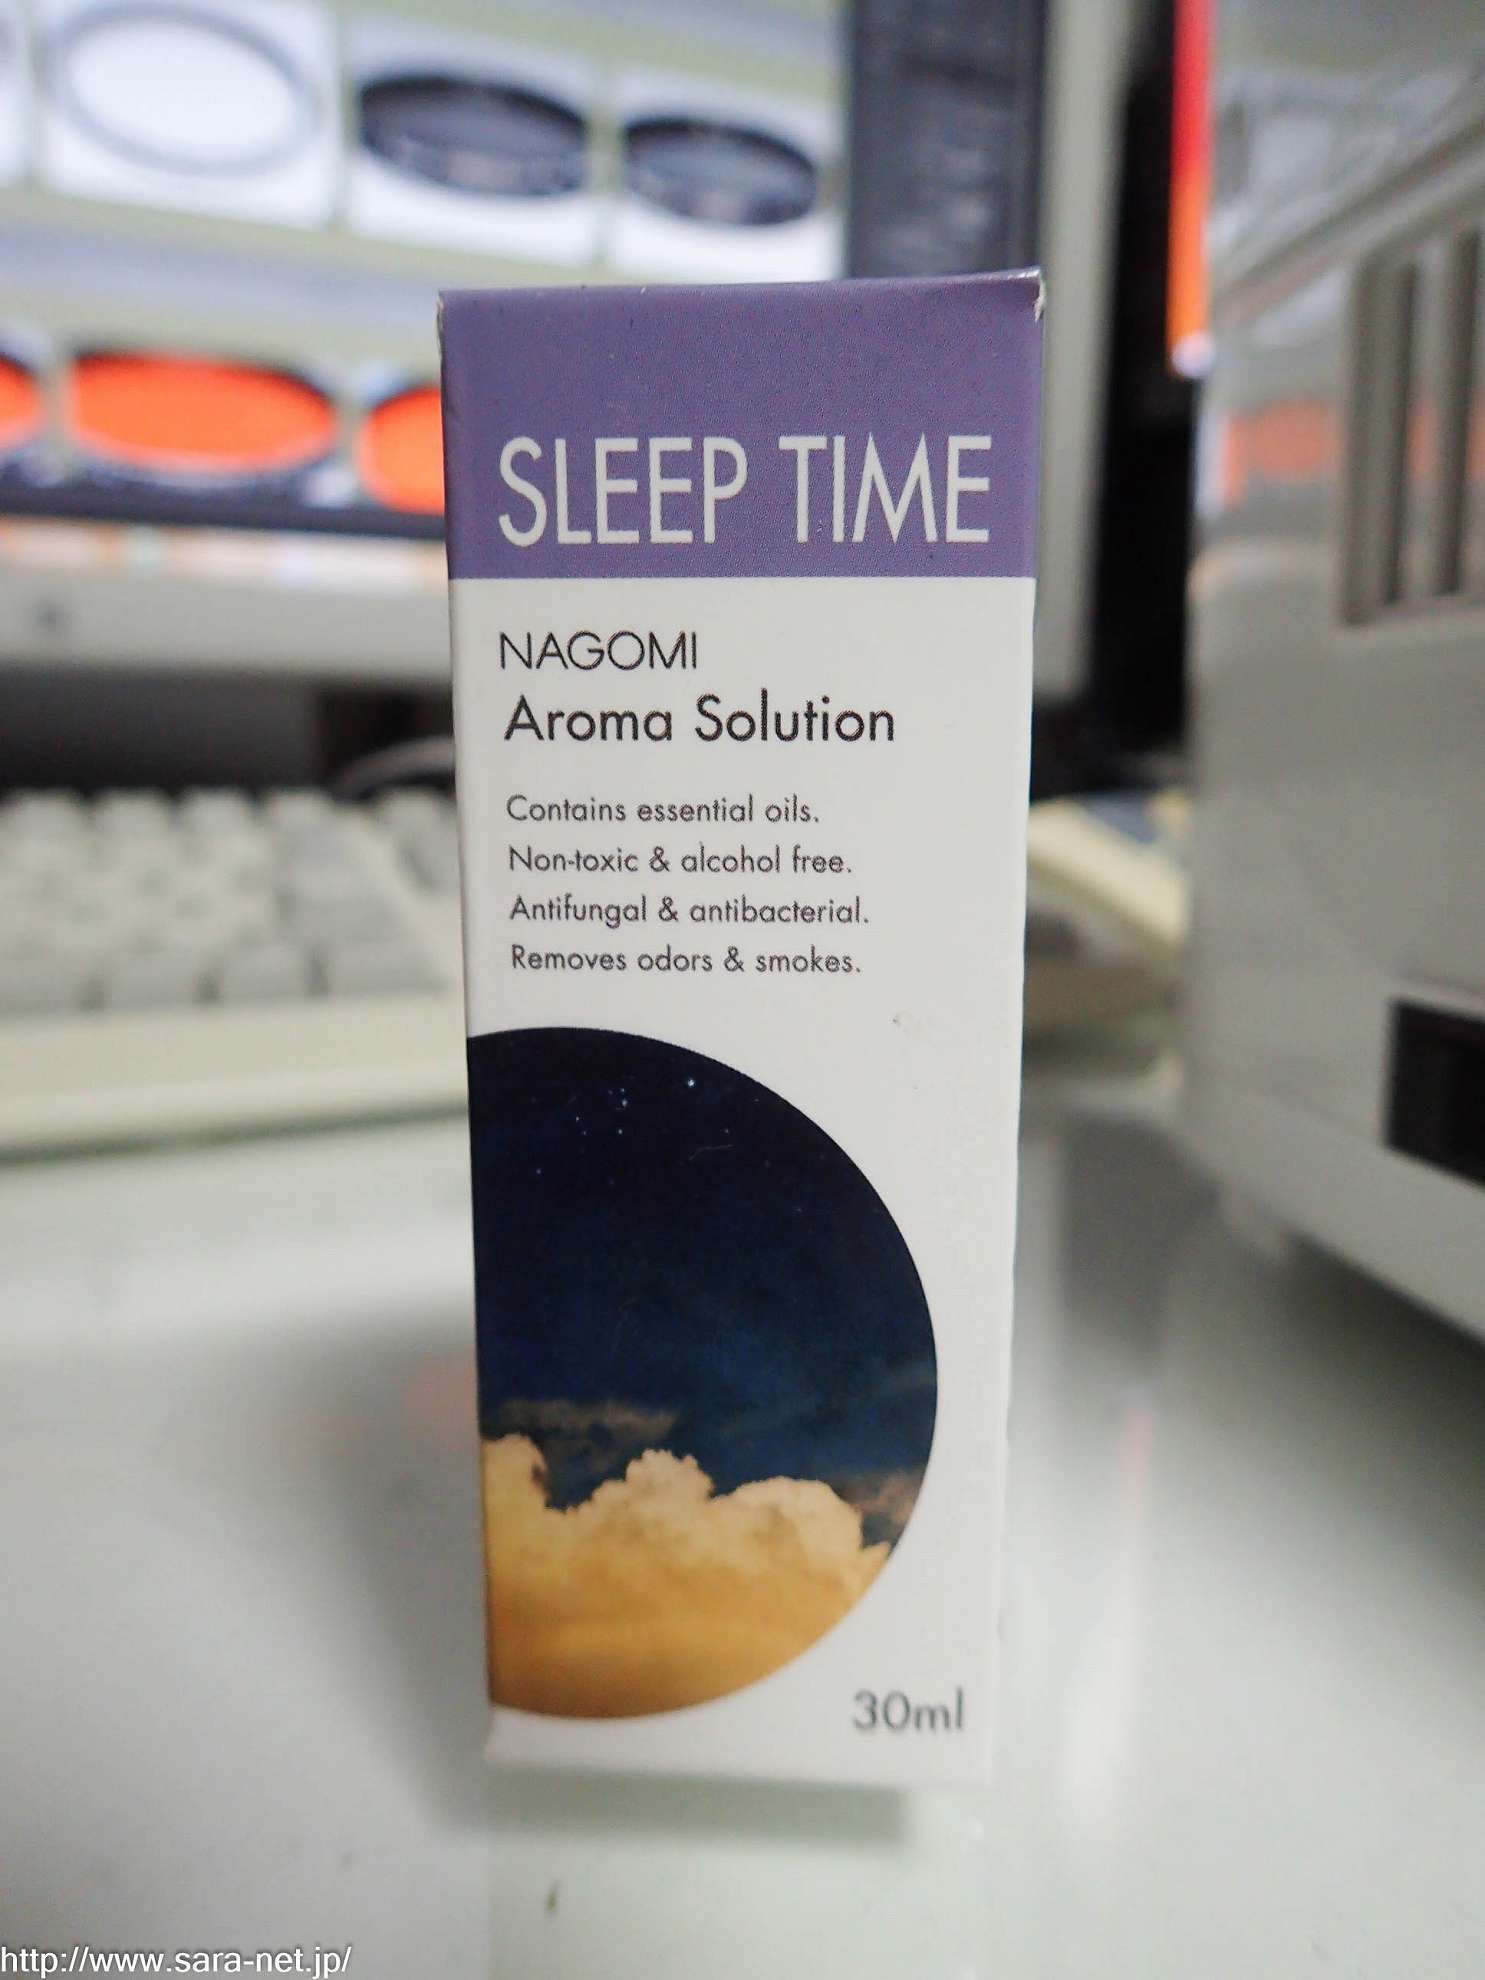 SLEEP TIME
NAGOMI
Aroma Solution
Contains essential oils.
Non-toxic & alcohol free.
Antifungal & antibacterial.
Removes odors & smokes.
30ml
http://www.sara-net.jp/